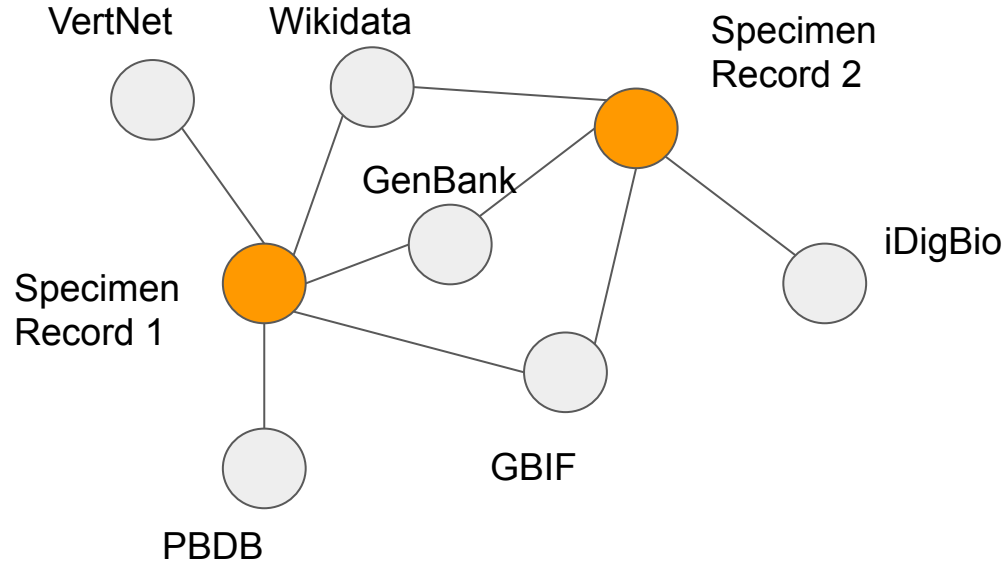 VertNet
Wikidata
Specimen
Record 2
GenBank
iDigBio
Specimen
Record 1
GBIF
PBDB